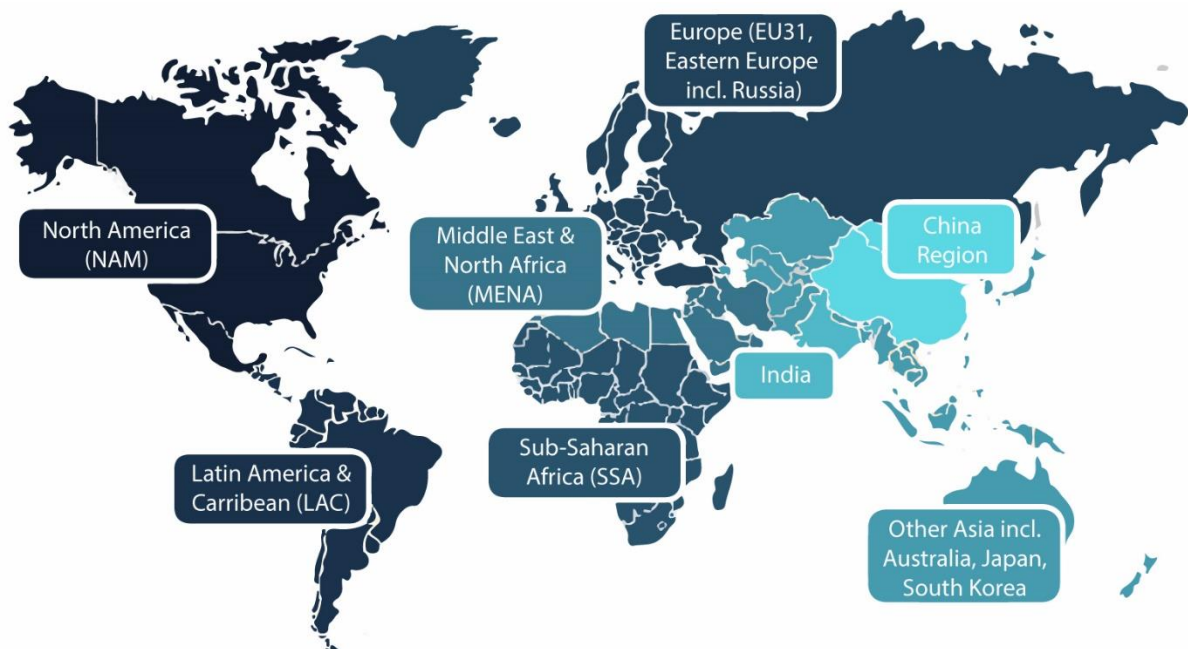 Europe (EU31,
Eastern Europe
incl. Russia)
North America
(NAM)
Middle East &
North Africa
(MENA)
China
Region
India
Sub-Saharan
Africa (SSA)
Latin America &
Carribean (LAC)
Other Asia incl.
Australia, Japan,
South Korea